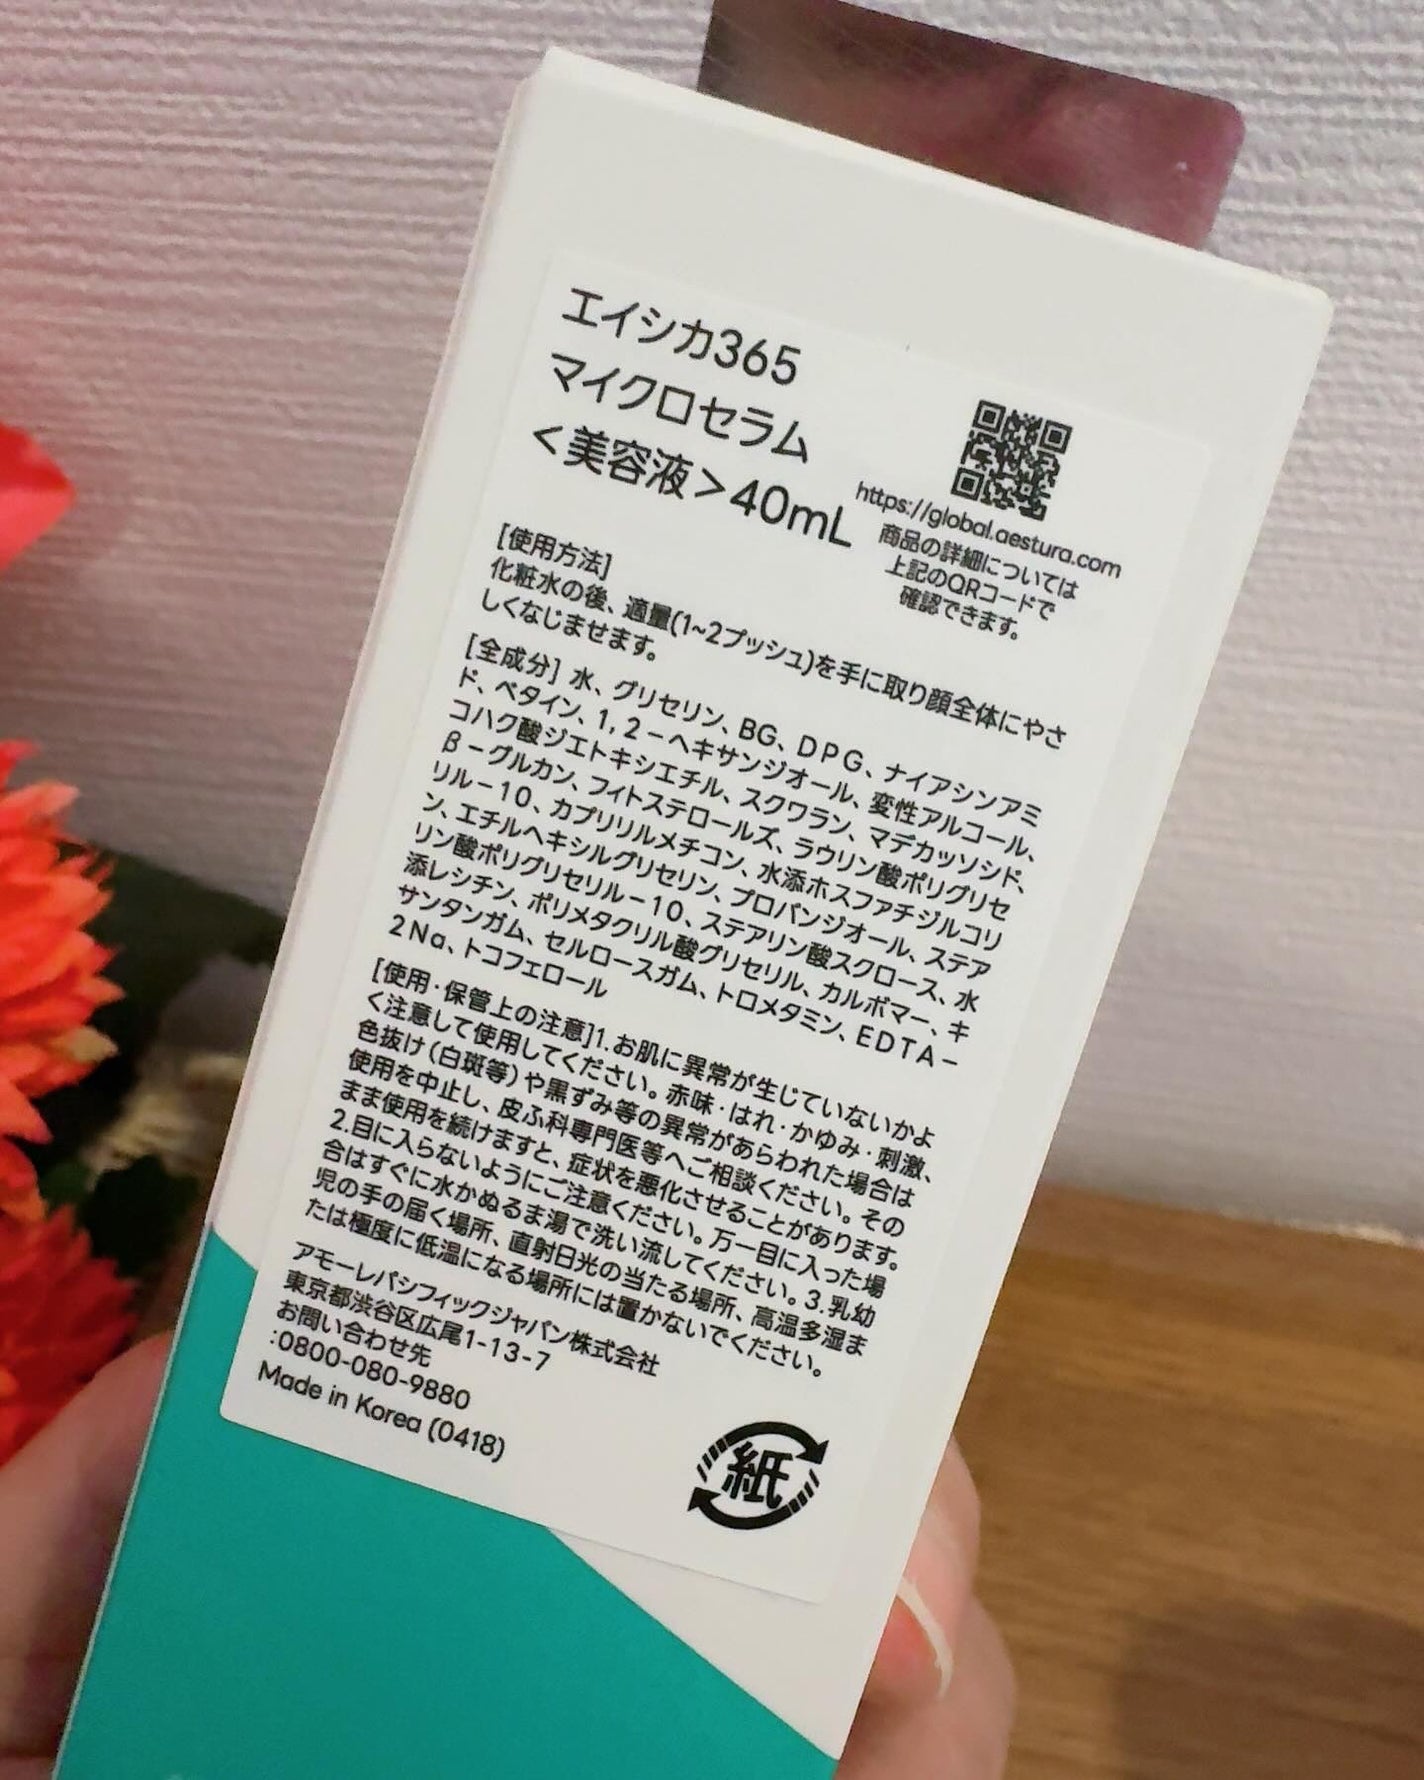 エイシカ365
マイクロセラム
＜美容液＞40mL
https://global.aestura.com
商品の詳細については
上記のQRコードで
確認できます。
[使用方法]
化粧水の後、適量(1~2プッシュ)を手に取り顔全体にやさ
しくなじませます。
[全成分] 水、グリセリン、BG、DPG、ナイアシンアミ
ド、ベタイン、1,2－ヘキサンジオール、変性アルコール、
コハク酸ジエトキシエチル、スクワラン、マデカッソシド、
β－グルカン、フィトステロールズ、ラウリン酸ポリグリセ
リル－10、カプリリルメチコン、水添ホスファチジルコリ
ン、エチルヘキシルグリセリン、プロパンジオール、ステア
リン酸ポリグリセリル－10、ステアリン酸スクロース、水
添レシチン、ポリメタクリル酸グリセリル、カルボマー、キ
サンタンガム、セルロースガム、トロメタミン、EDTA－
2Na、トコフェロール
[使用・保管上の注意]1.お肌に異常が生じていないかよ
く注意して使用してください。赤味・はれ・かゆみ・刺激、
色抜け(白斑等)や黒ずみ等の異常があらわれた場合は
使用を中止し、皮ふ科専門医等へご相談ください。その
まま使用を続けますと、症状を悪化させることがあります。
2.目に入らないようにご注意ください。万一目に入った場
合はすぐに水かぬるま湯で洗い流してください。3.乳幼
児の手の届く場所、直射日光の当たる場所、高温多湿ま
たは極度に低温になる場所には置かないでください。
アモーレパシフィックジャパン株式会社
東京都渋谷区広尾1-13-7
お問い合わせ先
:0800-080-9880
Made in Korea (0418)
紙